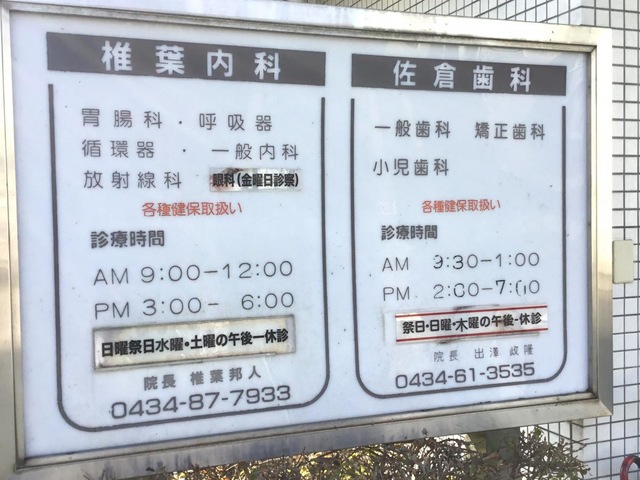 椎葉内科
胃腸科・呼吸器
循環器・一般内科
放射線科 眼科(金曜日診察)
各種健保取扱い
診療時間
AM 9:00-12:00
PM 3:00-6:00
日曜祭日水曜・土曜の午後-休診
院長 椎葉邦人
0434-87-7933
佐倉歯科
一般歯科 矯正歯科
小児歯科
各種健保取扱い
診療時間
AM 9:30-1:00
PM 2:00-7:00
祭日・日曜・木曜の午後-休診
院長 出澤政隆
0434-61-3535